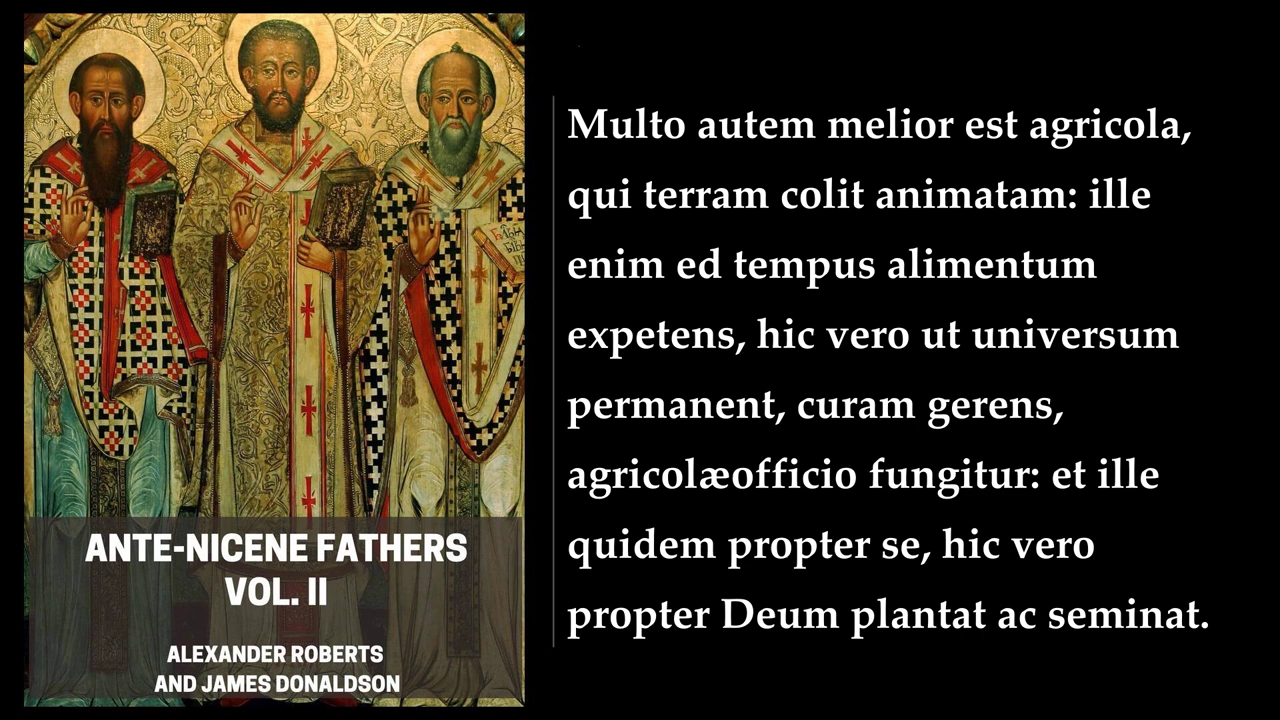 ANTE-NICENE FATHERS
VOL. II
ALEXANDER ROBERTS
AND JAMES DONALDSON
Multo autem melior est agricola,
qui terram colit animatam: ille
enim ed tempus alimentum
expetens, hic vero ut universum
permanent, curam gerens,
agricolæofficio fungitur: et ille
quidem propter se, hic vero
propter Deum plantat ac seminat.